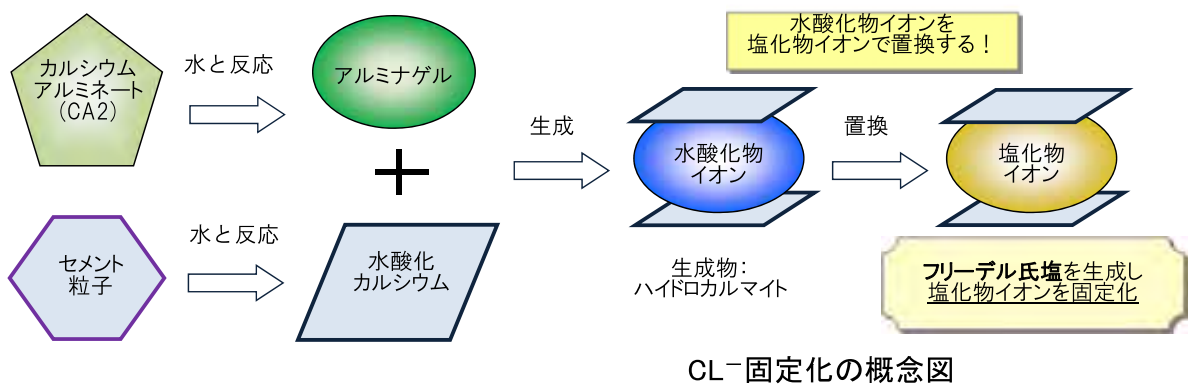 カルシウム
アルミネート
(CA2)
水と反応
アルミナゲル
+
セメント
粒子
水と反応
水酸化
カルシウム
生成
水酸化物
イオン
生成物:
ハイドロカルマイト
水酸化物イオンを
塩化物イオンで置換する!
置換
塩化物
イオン
フリーデル氏塩を生成し
塩化物イオンを固定化
CL−固定化の概念図